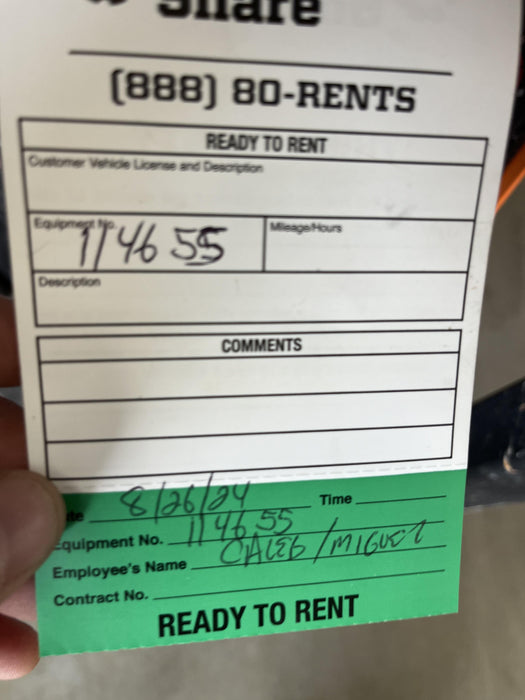 Share
(888) 80-RENTS
READY TO RENT
Customer Vehicle License and Description
Equipment No. 1146 55 Mileage/Hours
Description
COMMENTS
8/26/24 Time
Equipment No. 1146 55
Employee's Name CALEB / MIGUEL
Contract No.
READY TO RENT